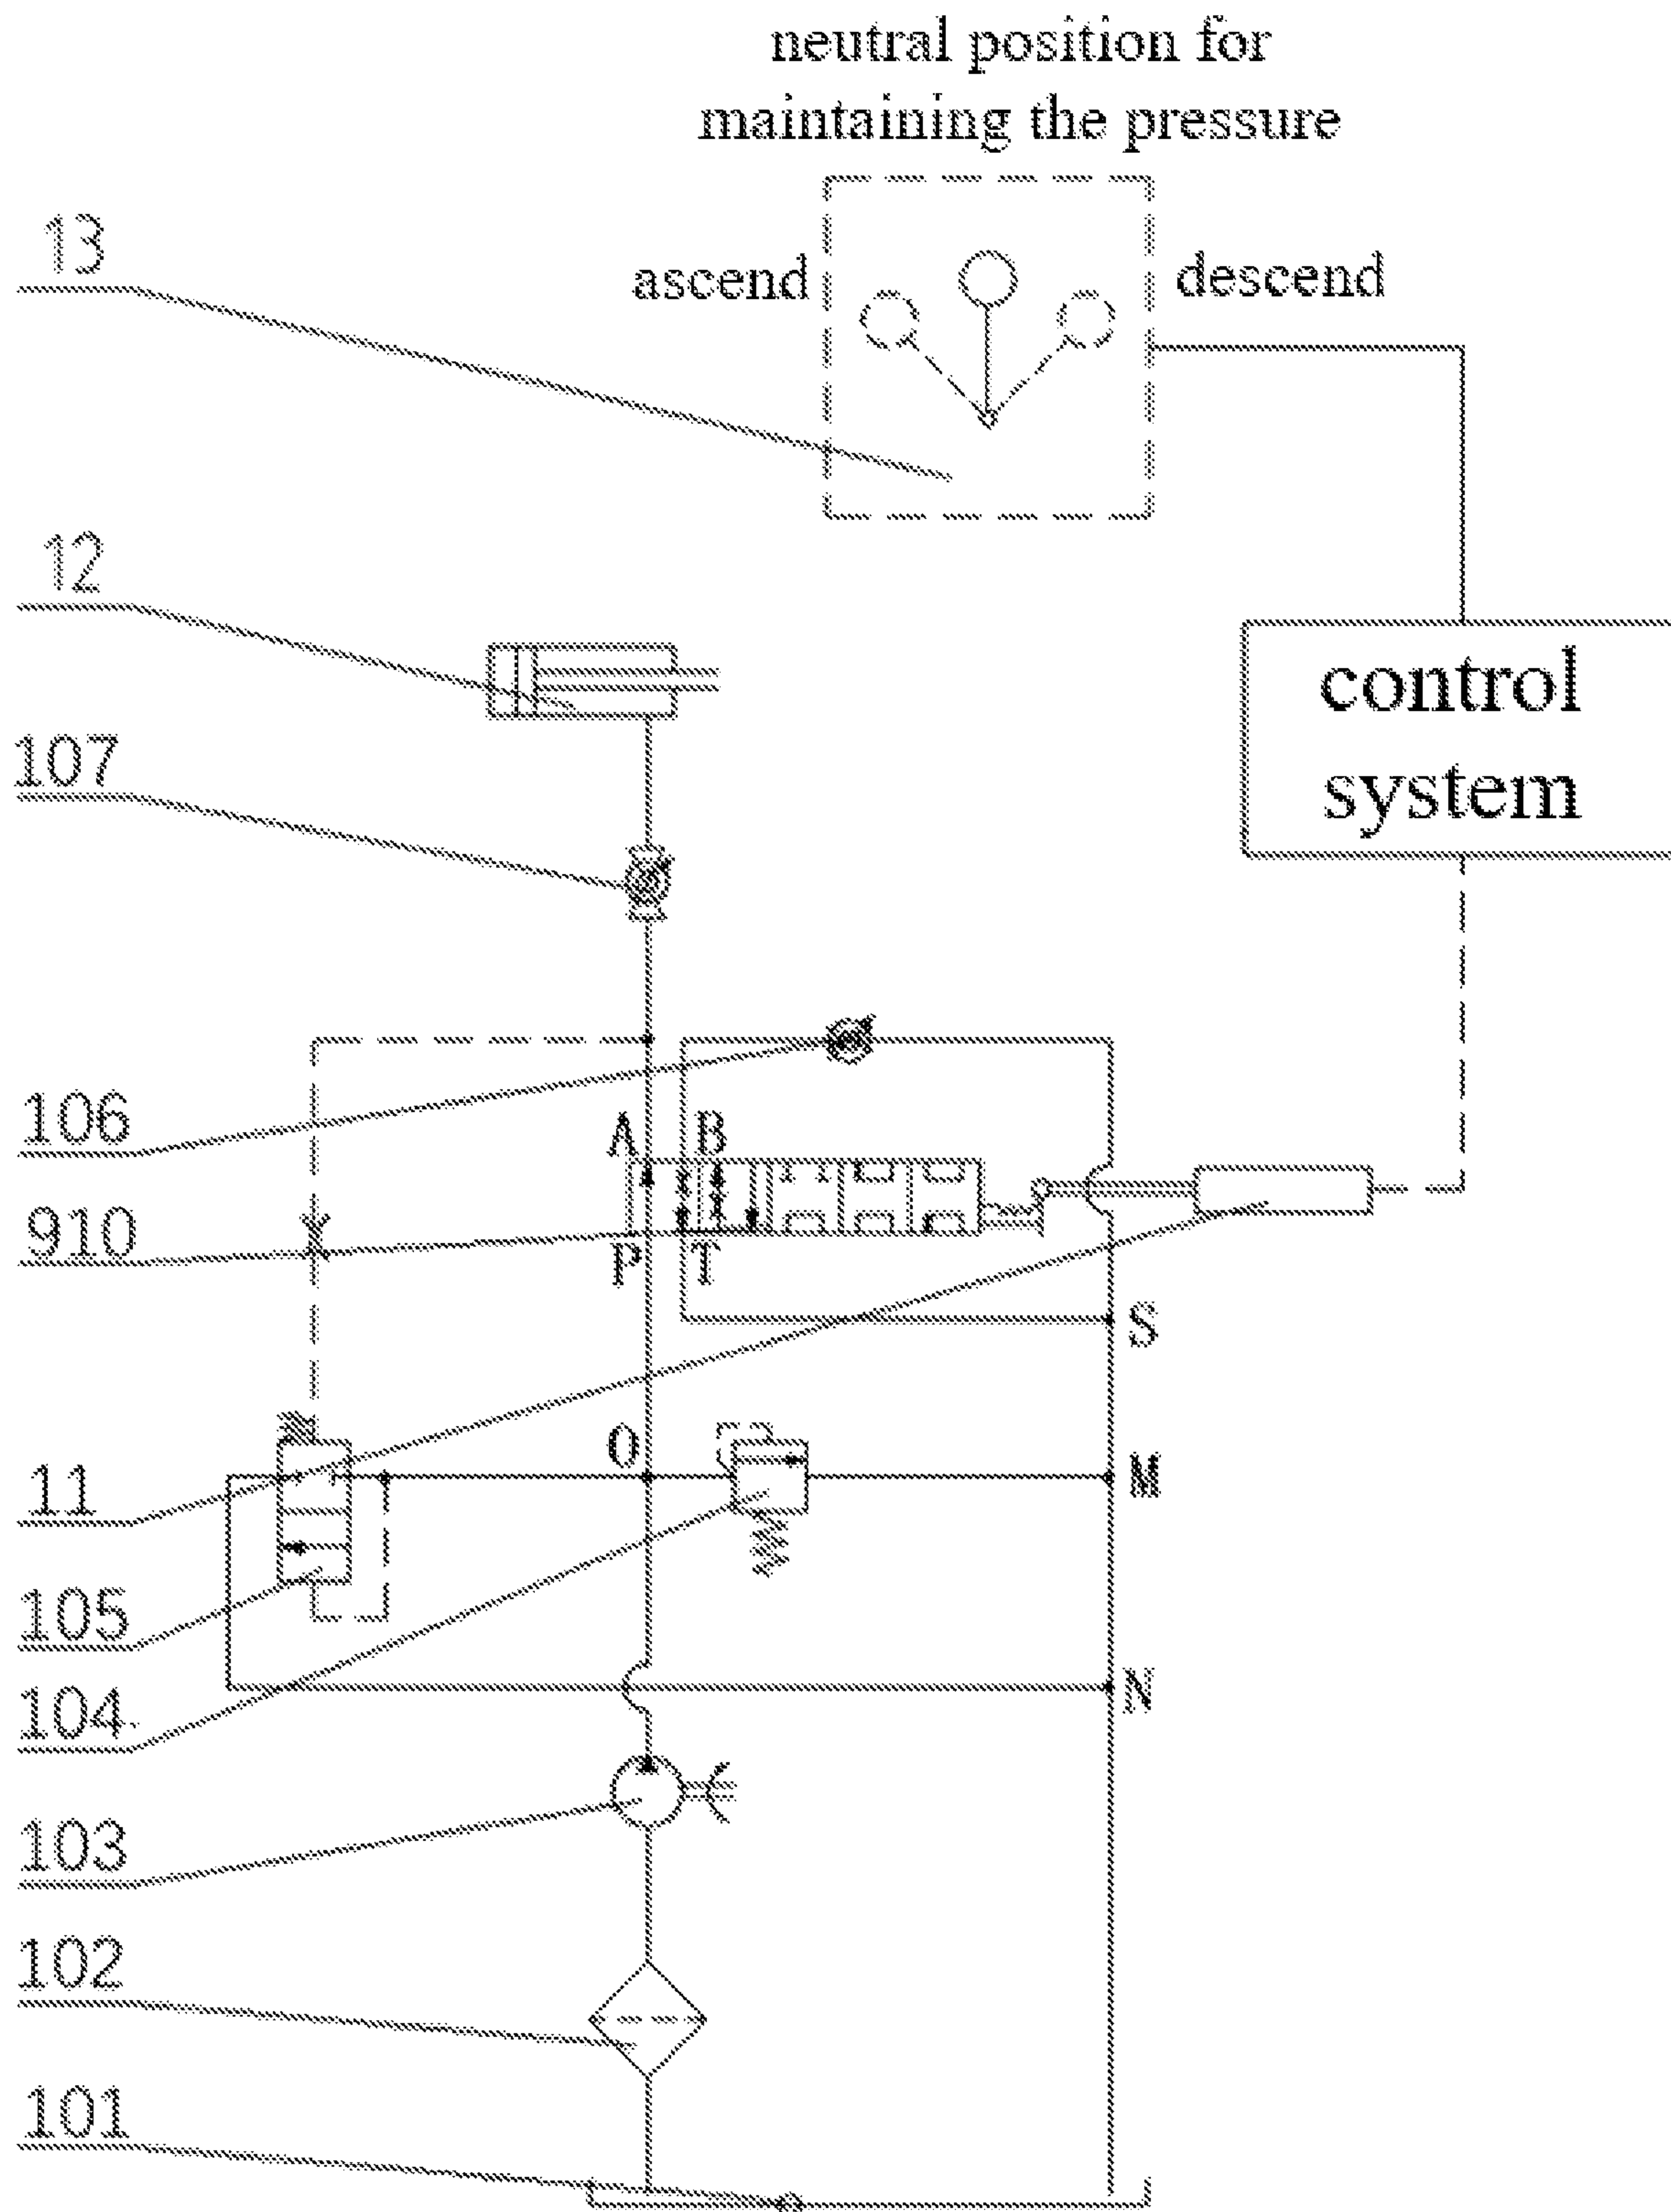 neutral position for
maintaining the pressure
13
ascend
descend
12
control
system
107
106
A B
910
P T
S
11
O
M
105
104
N
103
102
101